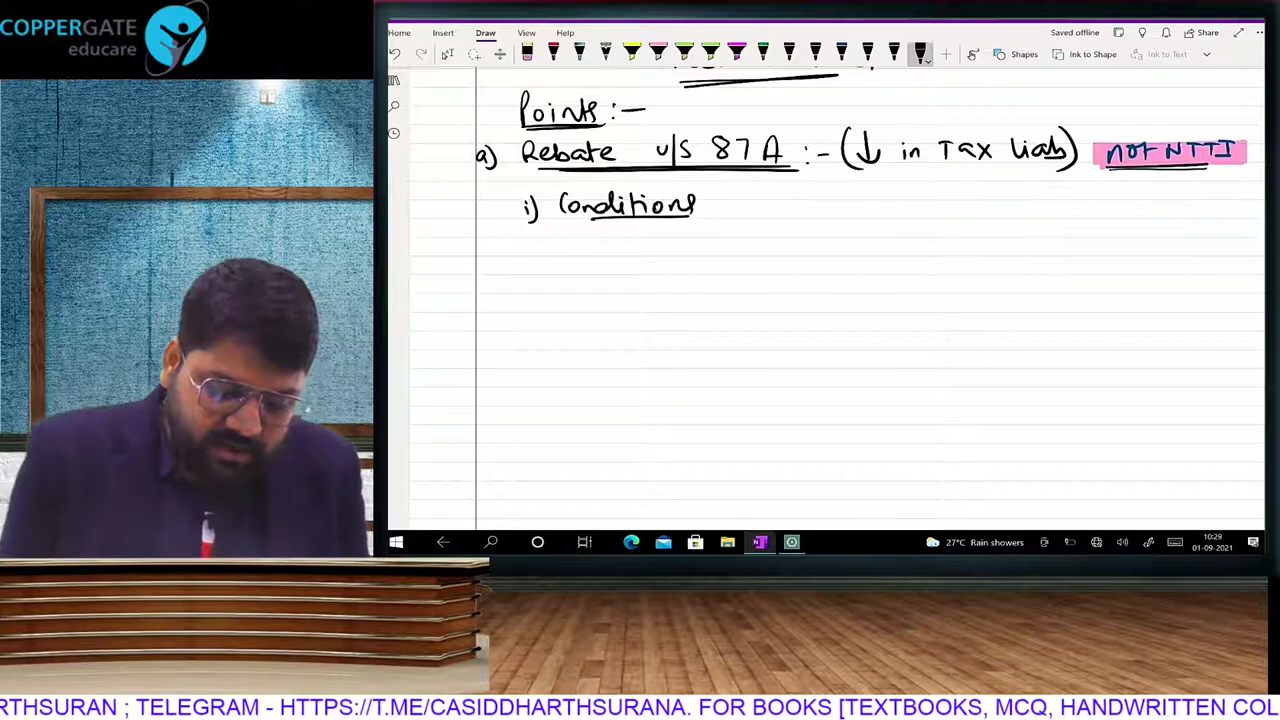 COPPERGATE
educare
Home Insert Draw View Help
Saved offline
Share
Shapes
Ink to Shape
Ink to Text
Points :-
a) Rebate u/s 87A :- (↓ in Tax liab) not NTTI
i) Conditions
27°C Rain showers
10:29
01-09-2021
RTHSURAN ; TELEGRAM - HTTPS://T.ME/CASIDDHARTHSURANA. FOR BOOKS [TEXTBOOKS, MCQ, HANDWRITTEN COL